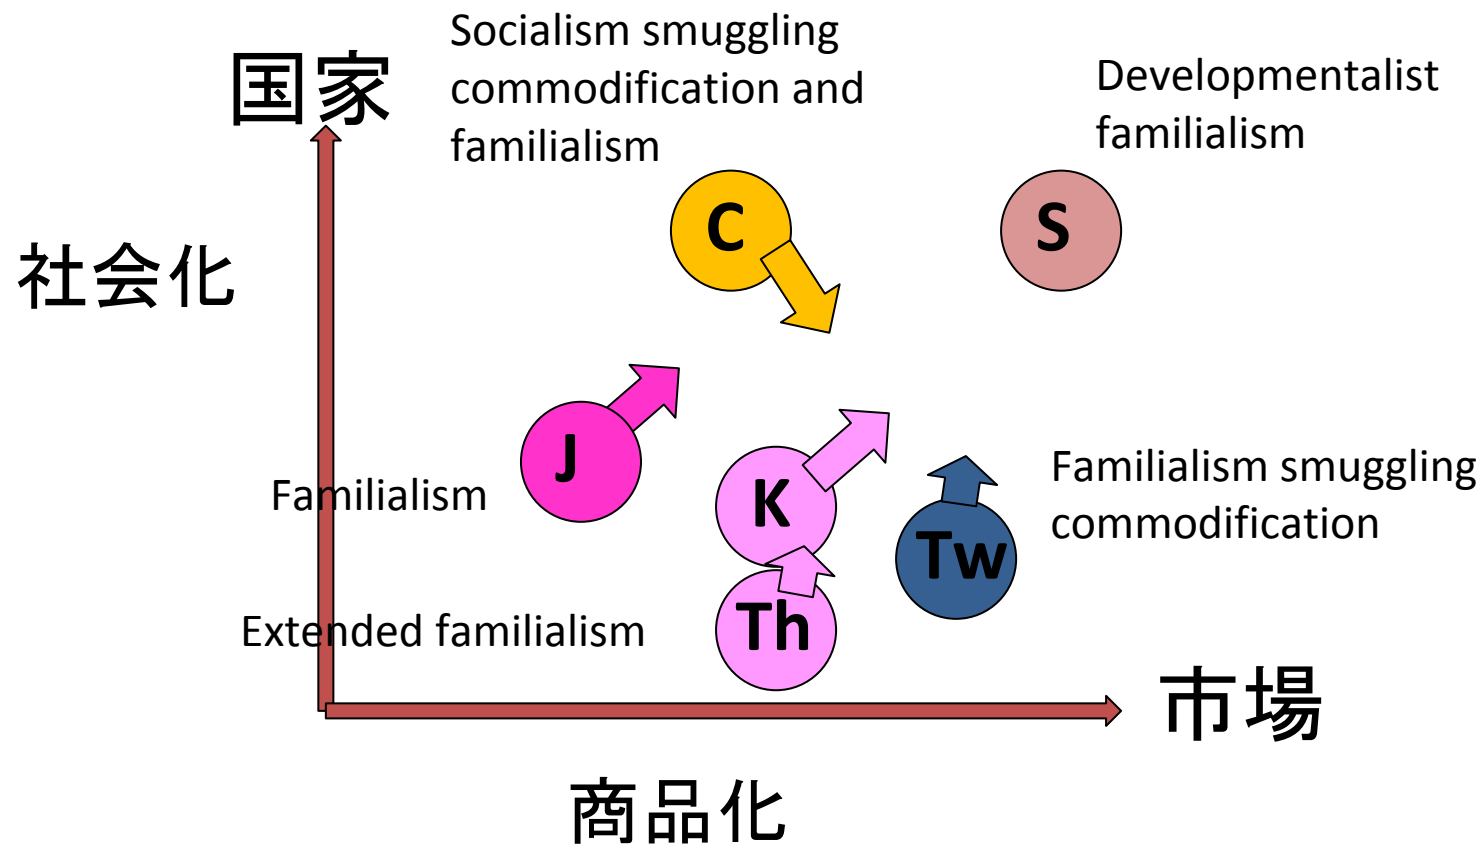 Socialism smuggling
commodification and
familialism
国家
Developmentalist
familialism
C
S
社会化
J
Familialism
K
Familialism smuggling
commodification
Tw
Th
Extended familialism
市場
商品化